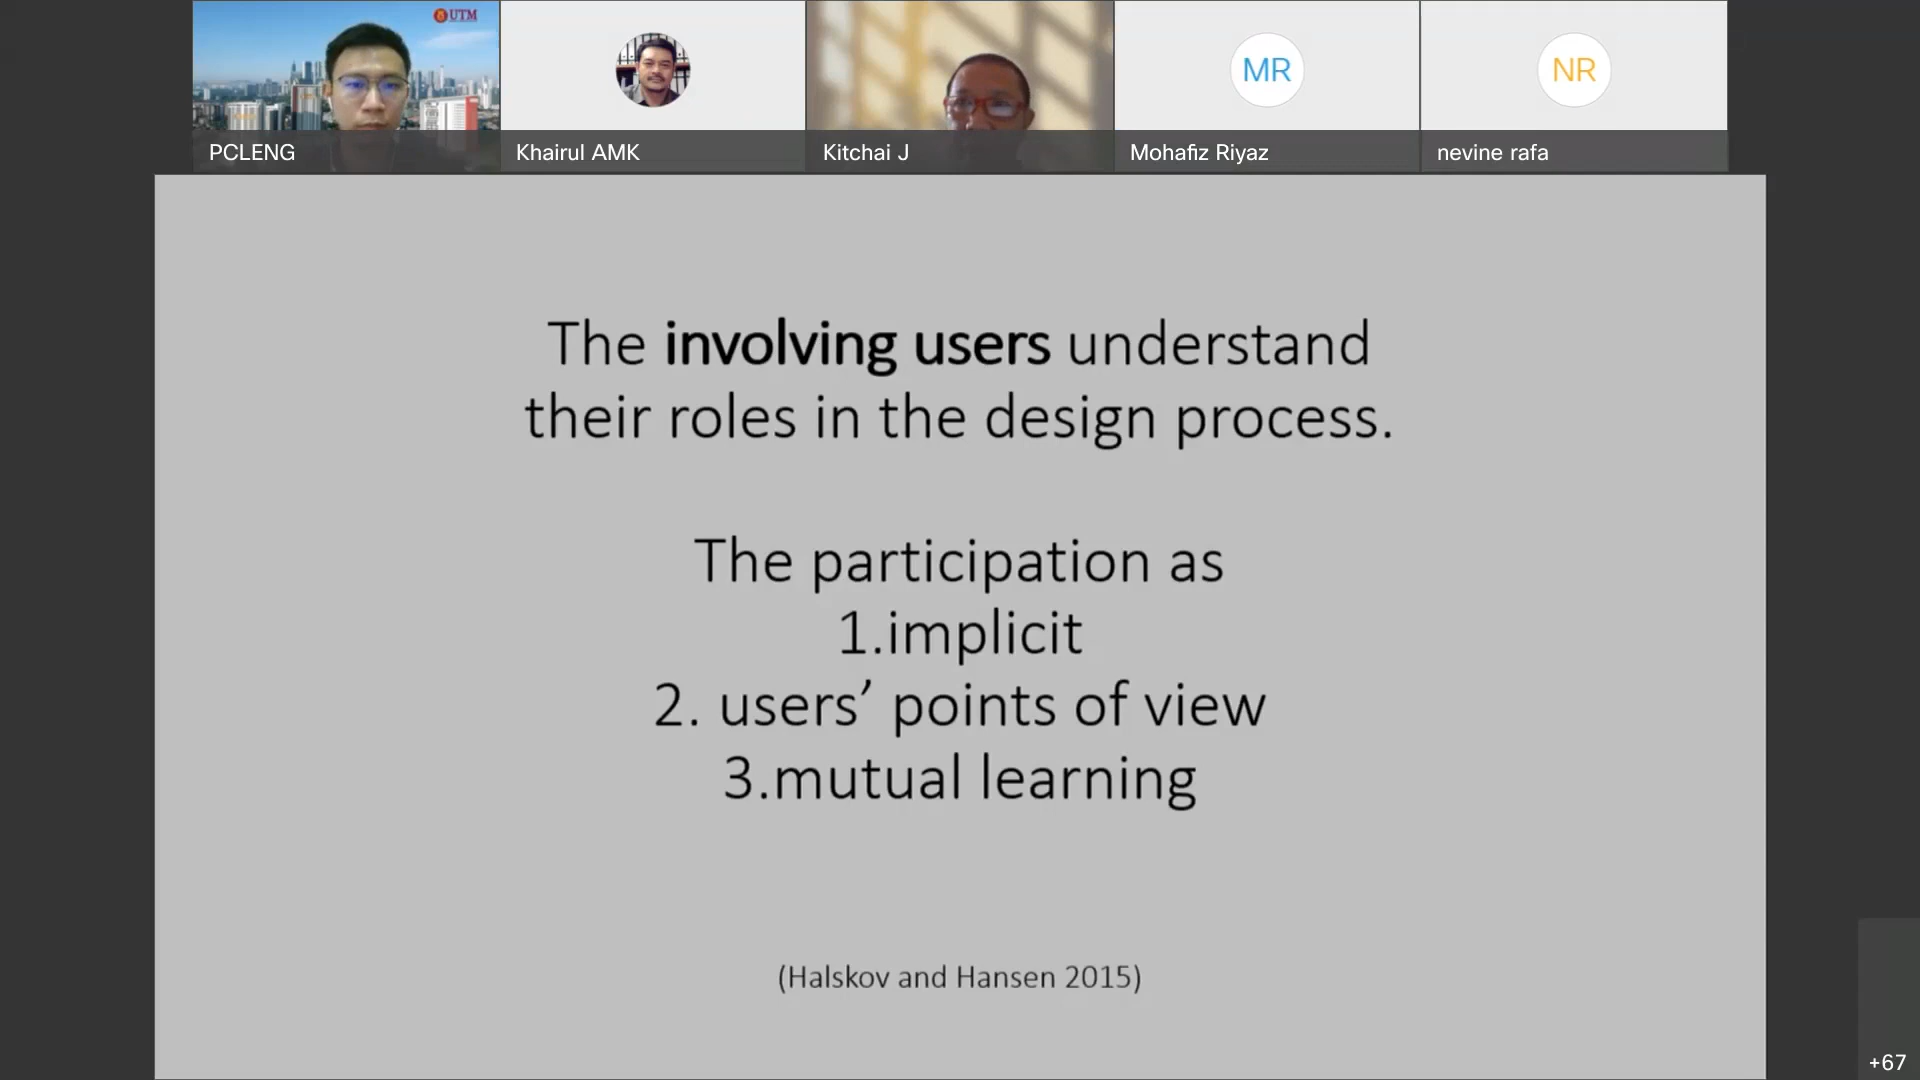 UTM
PCLENG
Khairul AMK
Kitchai J
MR
Mohafiz Riyaz
NR
nevine rafa
The involving users understand
their roles in the design process.
The participation as
1.implicit
2. users’ points of view
3.mutual learning
(Halskov and Hansen 2015)
+67